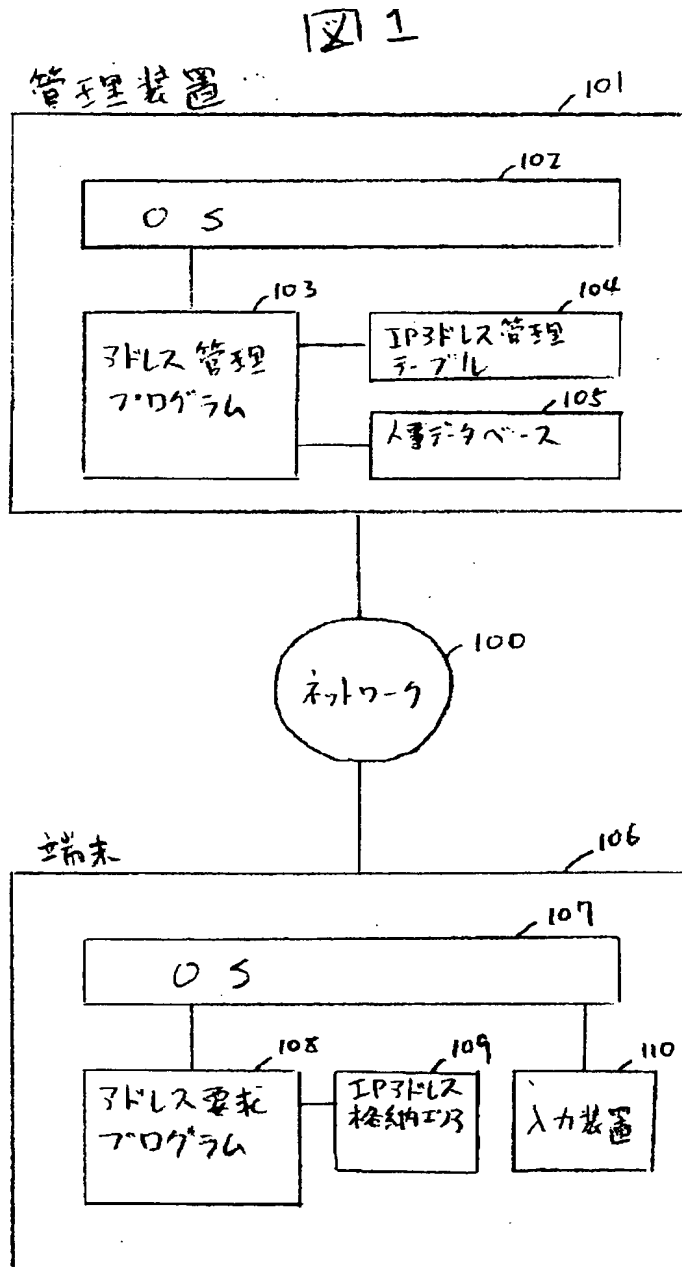 図1
管理装置
101
102
OS
103
アドレス管理
プログラム
104
IPアドレス管理
テーブル
105
人事データベース
100
ネットワーク
端末
106
107
OS
108
アドレス要求
プログラム
109
IPアドレス
格納エリア
110
入力装置